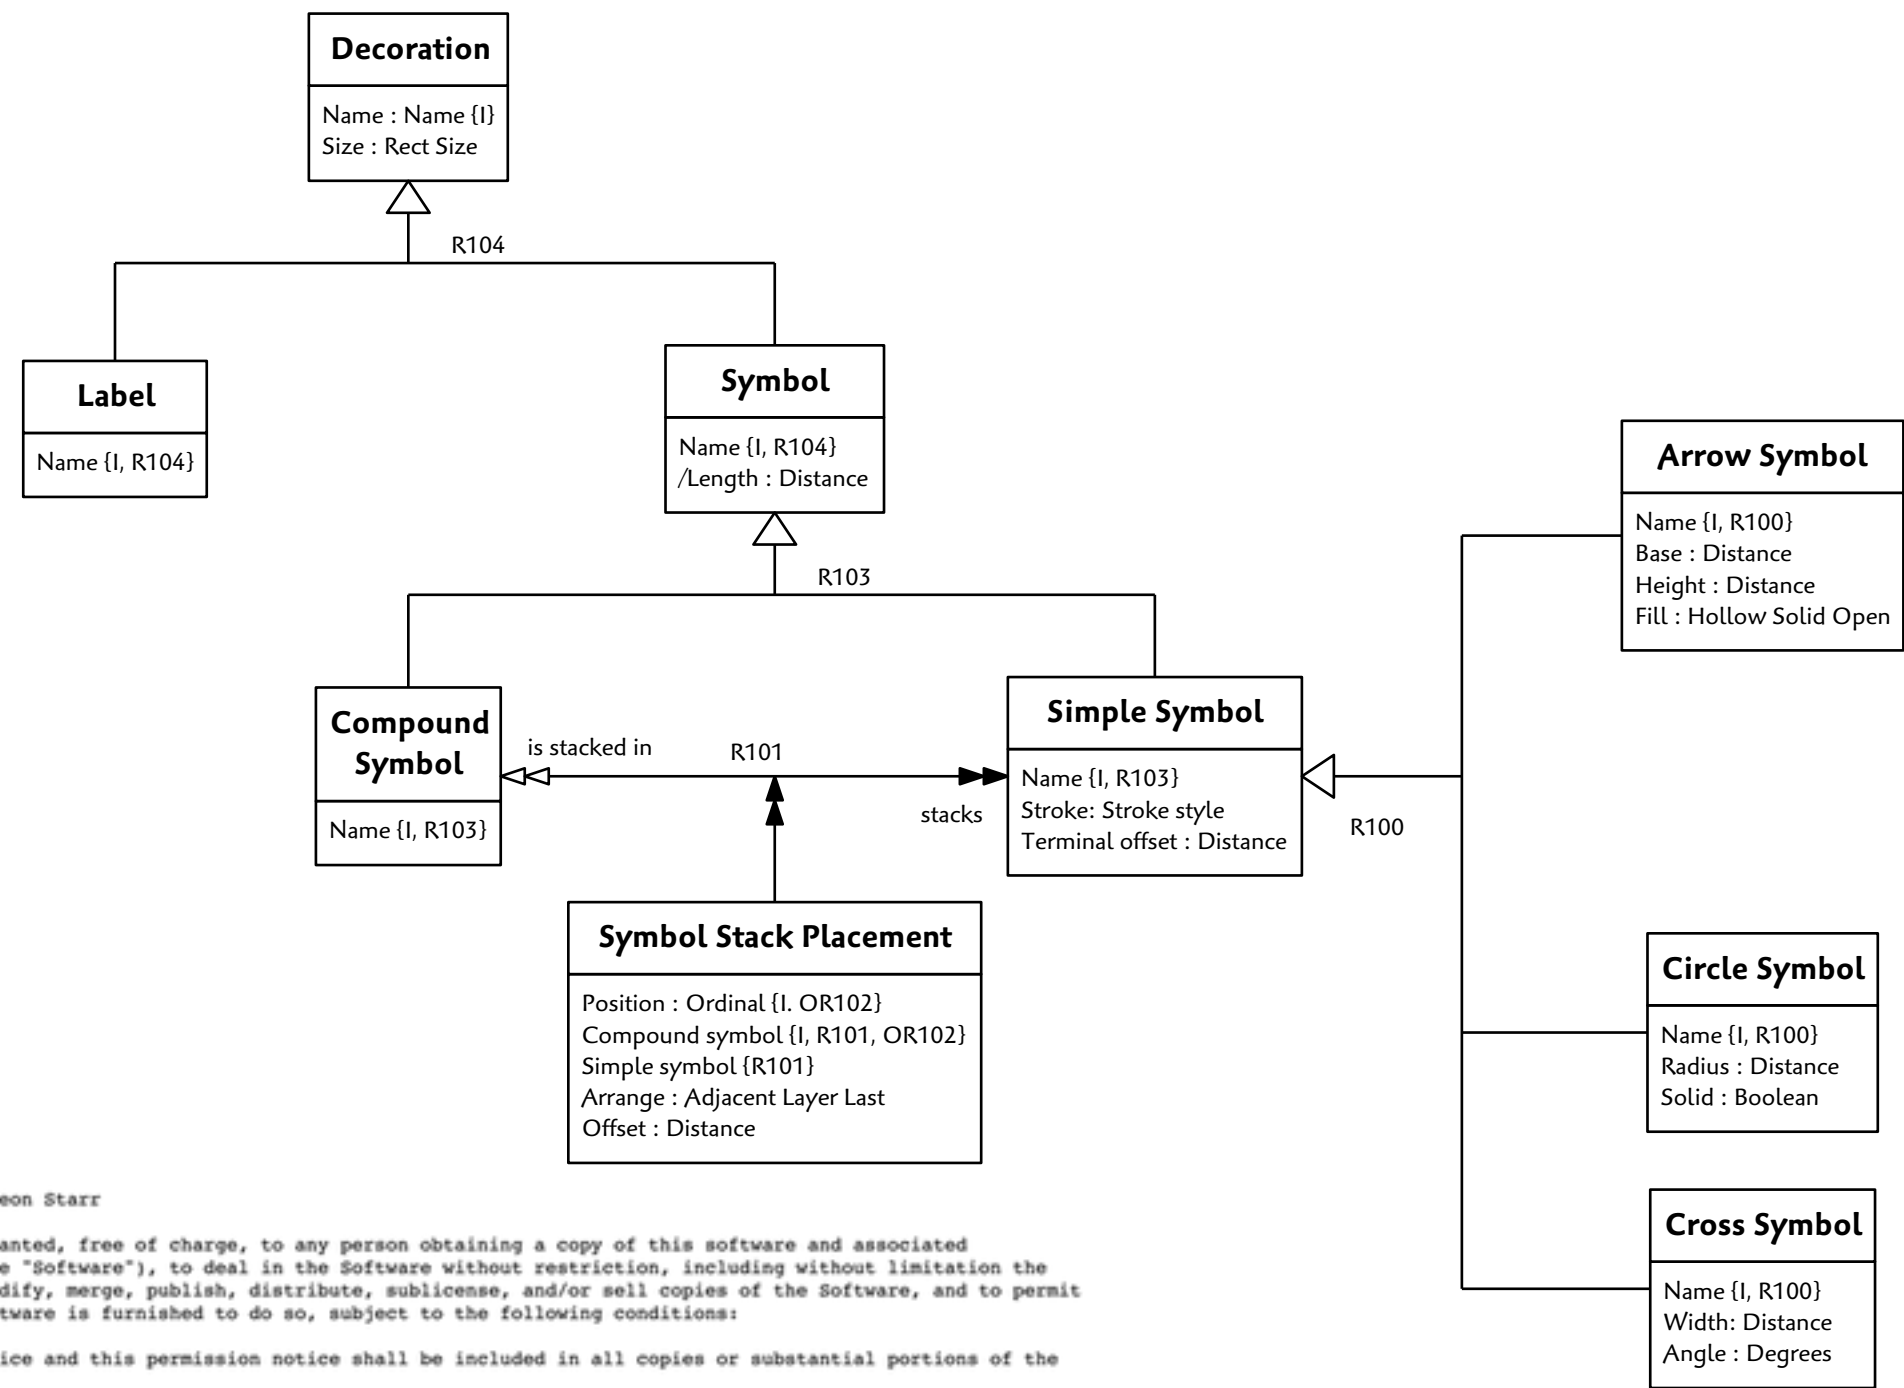 Decoration
Name : Name {I}
Size : Rect Size
R104
Label
Name {I, R104}
Symbol
Name {I, R104}
/Length : Distance
R103
Compound
Symbol
Name {I, R103}
is stacked in
R101
stacks
Simple Symbol
Name {I, R103}
Stroke: Stroke style
Terminal offset : Distance
R100
Arrow Symbol
Name {I, R100}
Base : Distance
Height : Distance
Fill : Hollow Solid Open
Symbol Stack Placement
Position : Ordinal {I. OR102}
Compound symbol {I, R101, OR102}
Simple symbol {R101}
Arrange : Adjacent Layer Last
Offset : Distance
Circle Symbol
Name {I, R100}
Radius : Distance
Solid : Boolean
Cross Symbol
Name {I, R100}
Width: Distance
Angle : Degrees
eon Starr
anted, free of charge, to any person obtaining a copy of this software and associated
e "Software"), to deal in the Software without restriction, including without limitation the
dify, merge, publish, distribute, sublicense, and/or sell copies of the Software, and to permit
tware is furnished to do so, subject to the following conditions:
ice and this permission notice shall be included in all copies or substantial portions of the